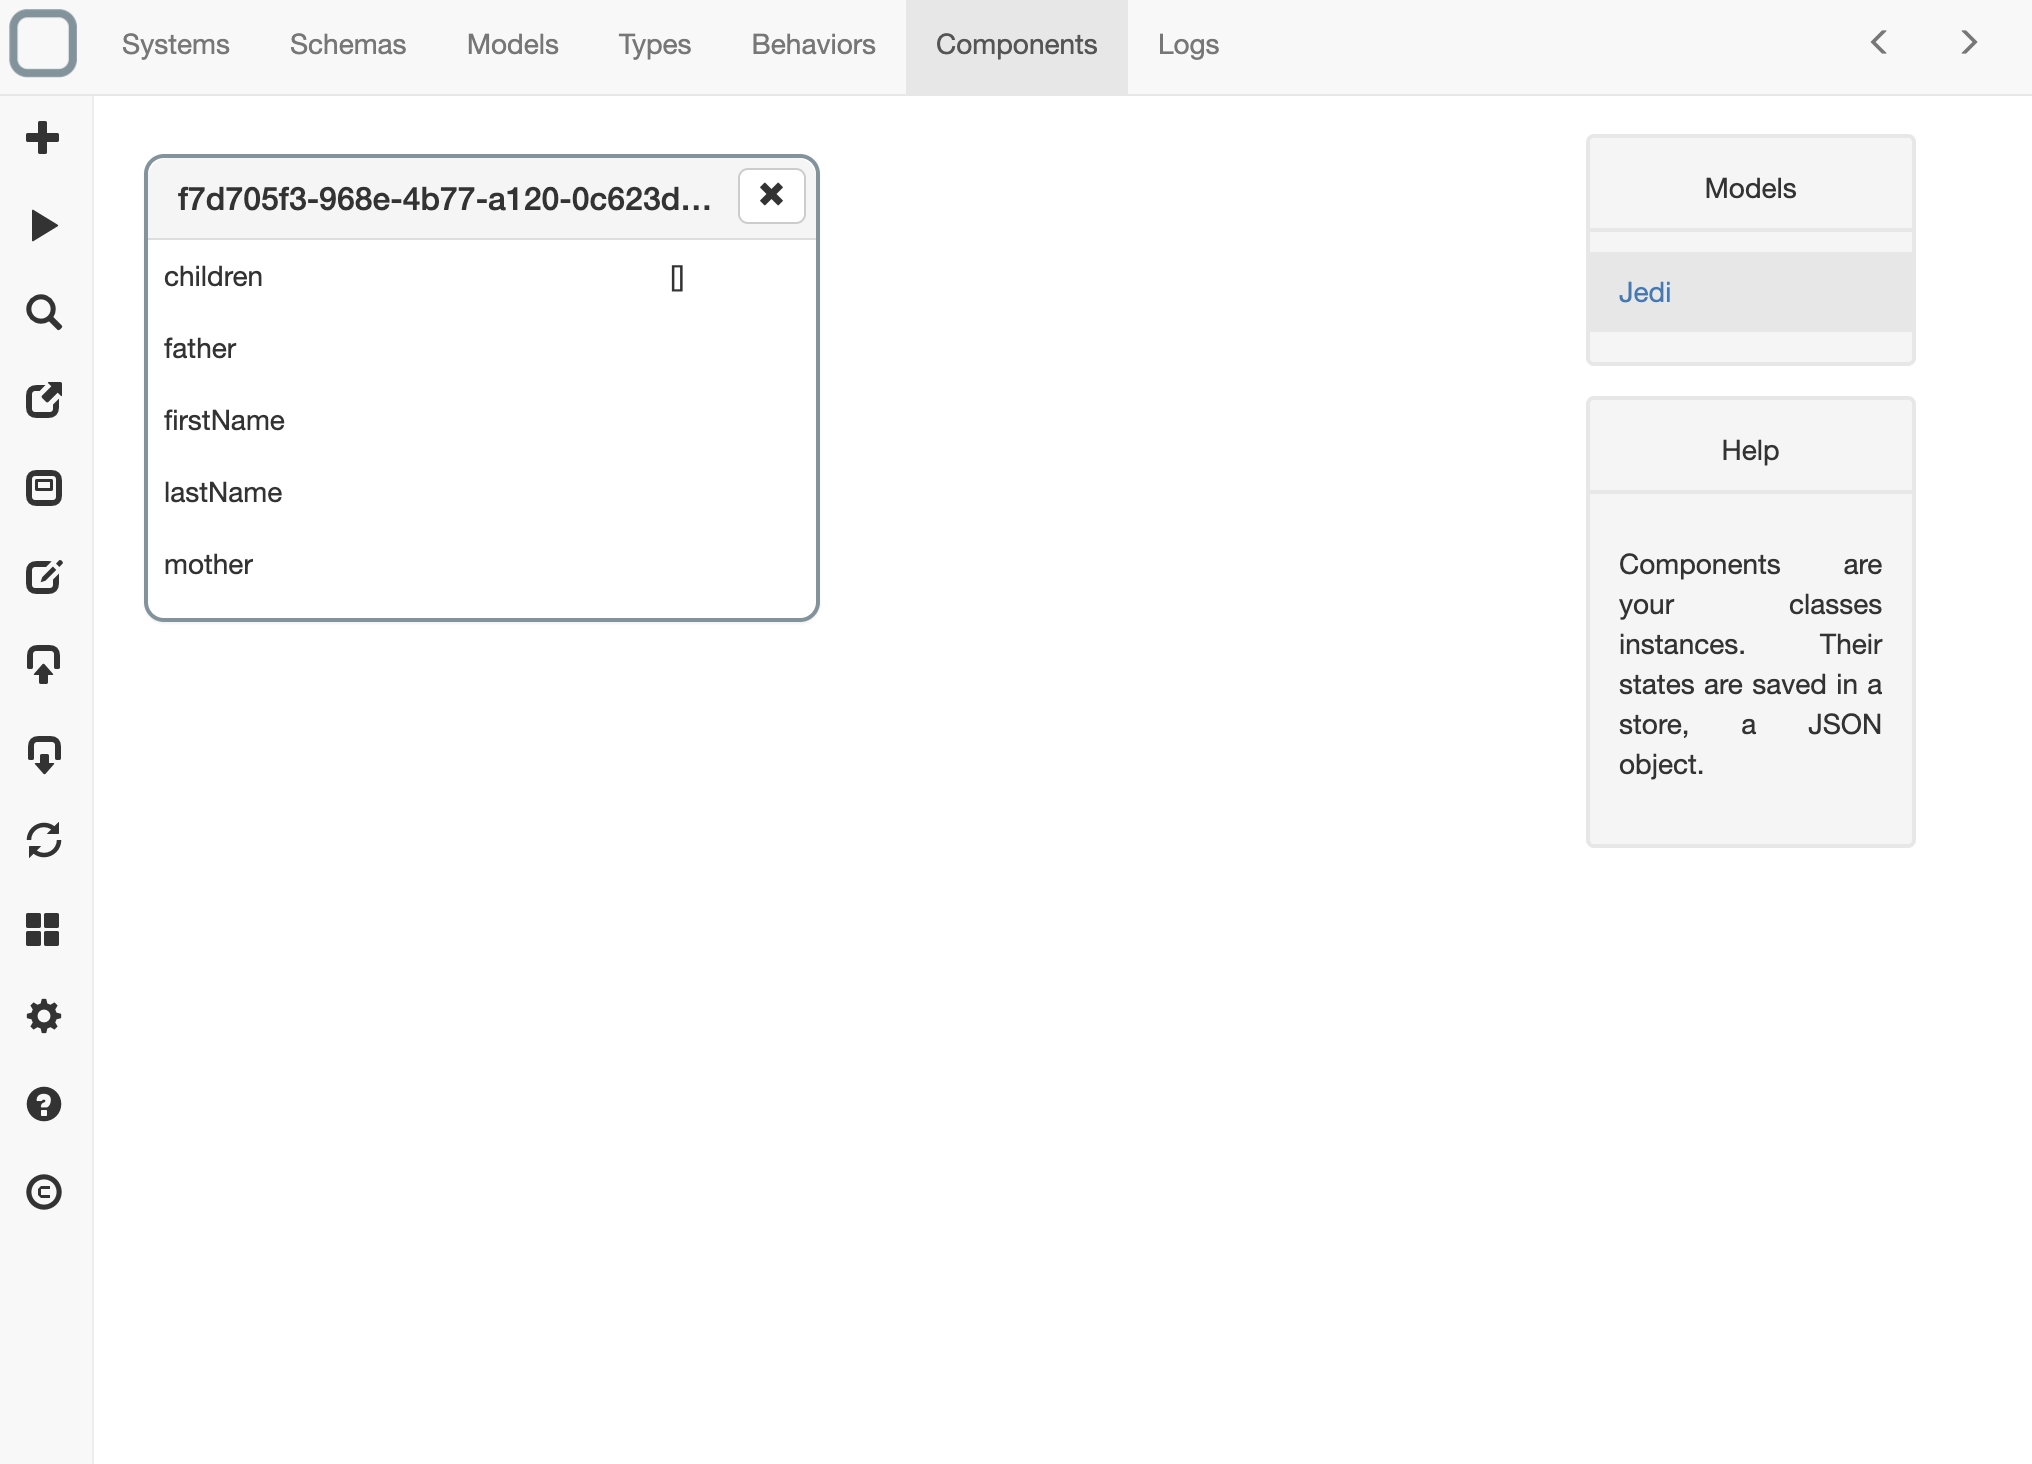 Systems Schemas Models Types Behaviors Components Logs
f7d705f3-968e-4b77-a120-0c623d...
children []
father
firstName
lastName
mother
Models
Jedi
Help
Components are
your classes
instances. Their
states are saved in a
store, a JSON
object.